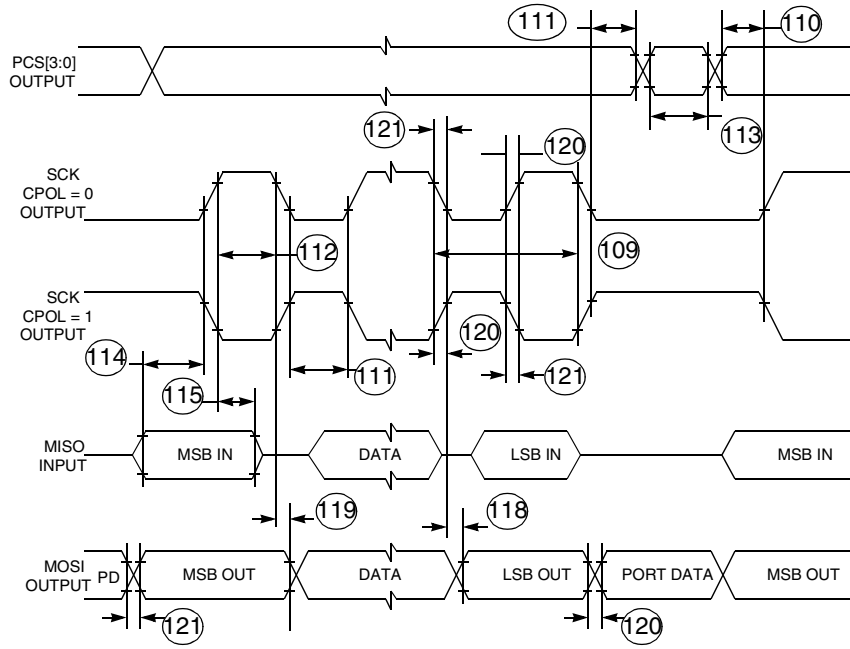 111
110
PCS[3:0]
OUTPUT
121
120
113
SCK
CPOL = 0
OUTPUT
112
109
SCK
CPOL = 1
OUTPUT
120
114
111
121
115
MISO
INPUT
MSB IN
DATA
LSB IN
MSB IN
119
118
MOSI
OUTPUT
PD
MSB OUT
DATA
LSB OUT
PORT DATA
MSB OUT
121
120